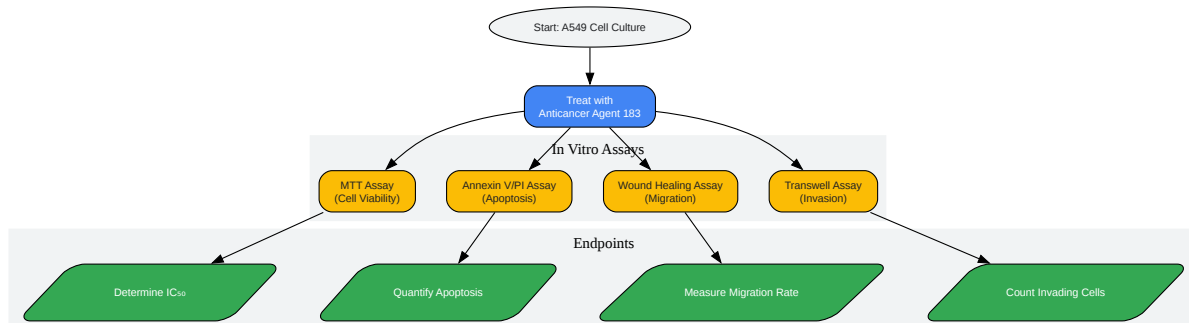 Start: A549 Cell Culture
Treat with
Anticancer Agent 183
In Vitro Assays
MTT Assay
(Cell Viability)
Annexin V/PI Assay
(Apoptosis)
Wound Healing Assay
(Migration)
Transwell Assay
(Invasion)
Endpoints
Determine IC₅₀
Quantify Apoptosis
Measure Migration Rate
Count Invading Cells